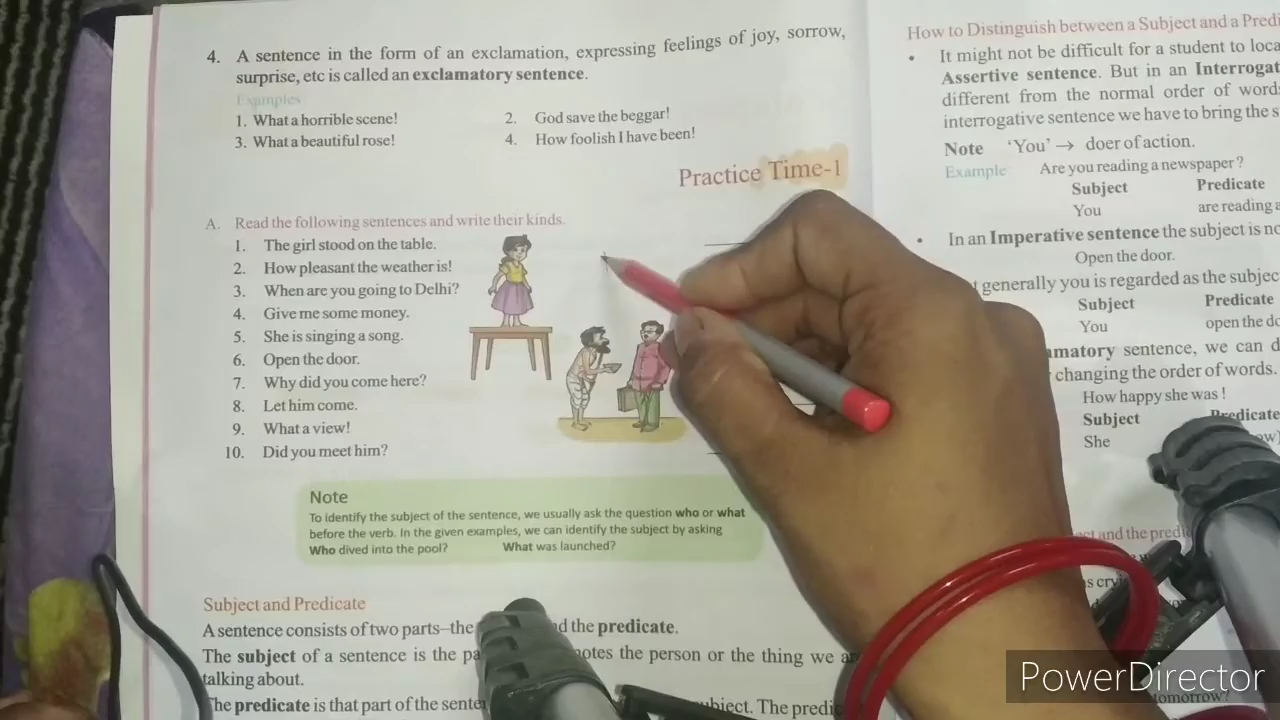 4. A sentence in the form of an exclamation, expressing feelings of joy, sorrow,
surprise, etc is called an exclamatory sentence.
Examples
1. What a horrible scene! 2. God save the beggar!
3. What a beautiful rose! 4. How foolish I have been!
Practice Time-1
A. Read the following sentences and write their kinds.
1. The girl stood on the table.
2. How pleasant the weather is!
3. When are you going to Delhi?
4. Give me some money.
5. She is singing a song.
6. Open the door.
7. Why did you come here?
8. Let him come.
9. What a view!
10. Did you meet him?
Note
To identify the subject of the sentence, we usually ask the question who or what
before the verb. In the given examples, we can identify the subject by asking
Who dived into the pool? What was launched?
Subject and Predicate
A sentence consists of two parts–the the predicate.
The subject of a sentence is the the person or the thing we
talking about.
The predicate is that part of the The
How to Distinguish between a Subject and a
• It might not be difficult for a student to
Assertive sentence. But in an
different from the normal order of
interrogative sentence we have to bring the
Note ‘You’ → doer of action.
Example Are you reading a newspaper?
Subject Predicate
You are reading
• In an Imperative sentence the subject is
Open the door.
generally you is regarded as the
Subject Predicate
You open the
sentence, we can
changing the order of words.
How happy she was!
Subject Predicate
She
and the
tomorrow?
PowerDirector